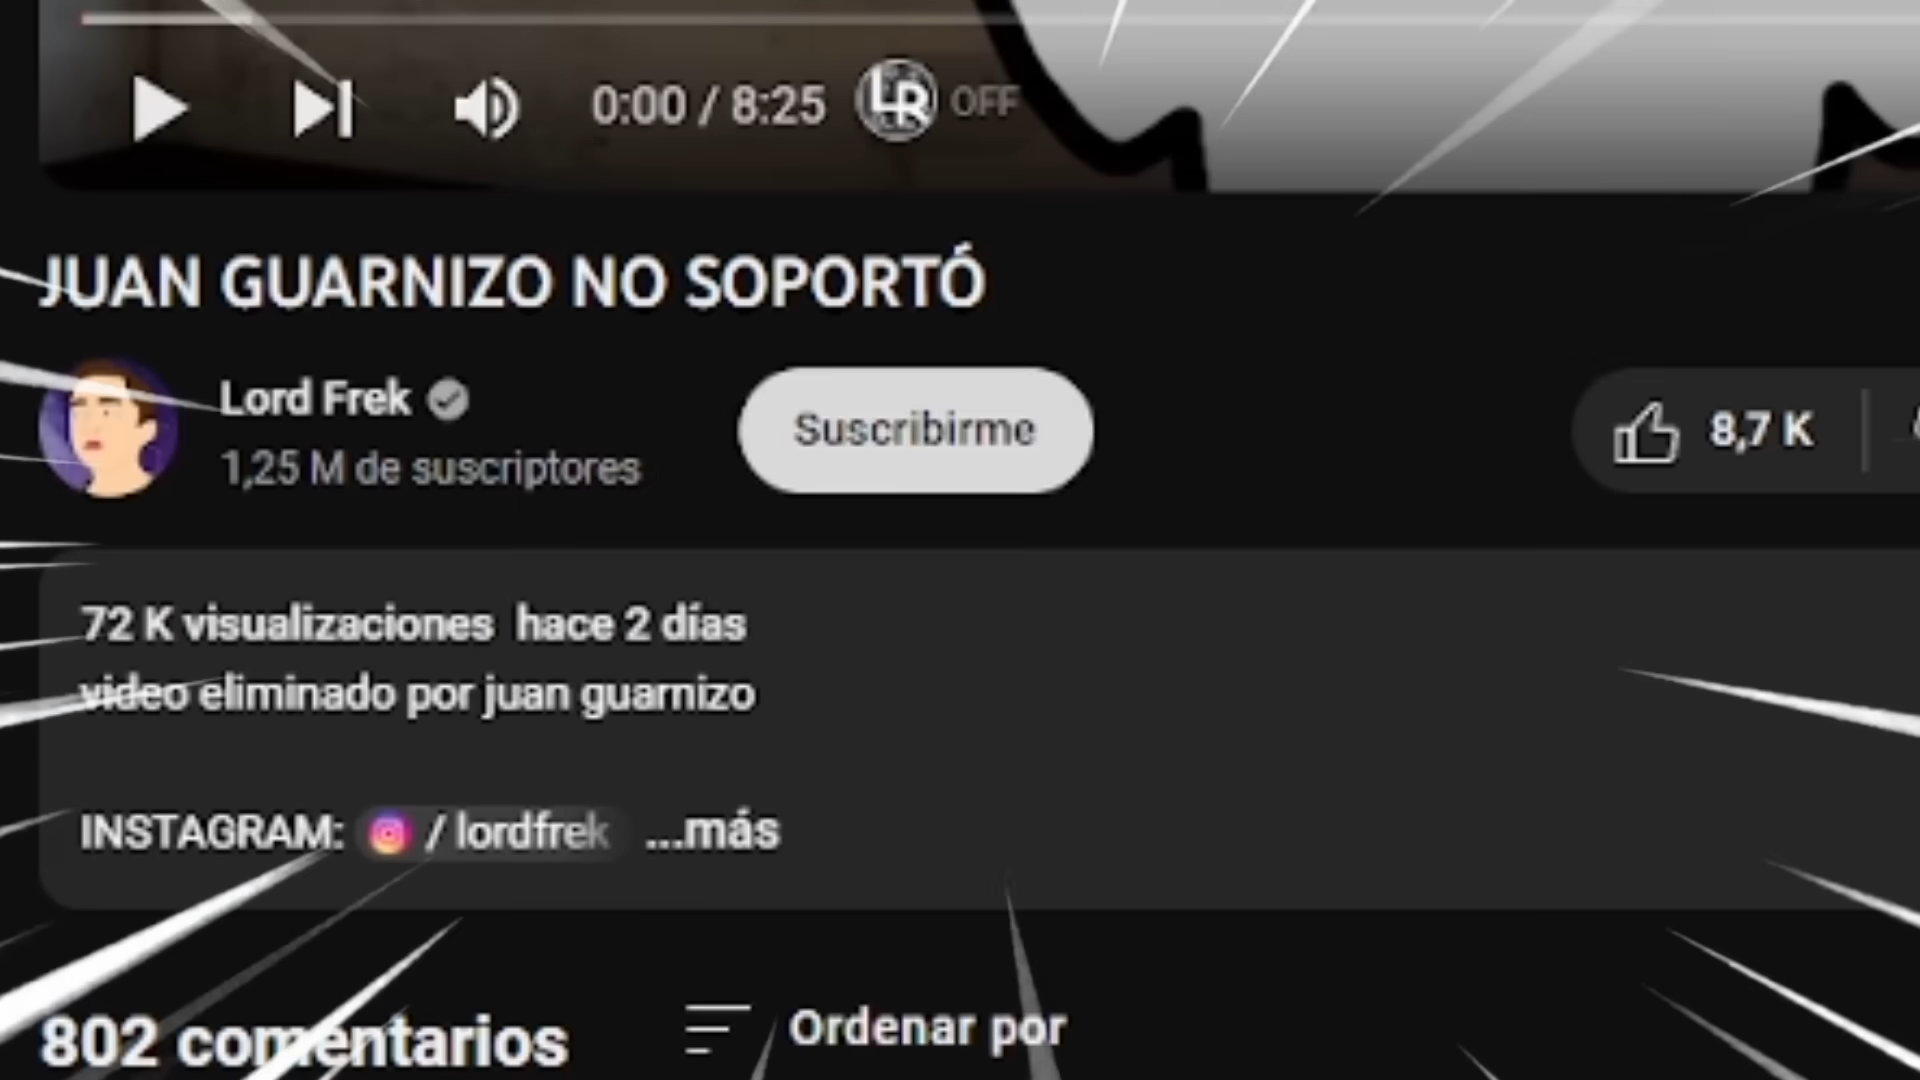 0:00 / 8:25 LR OFF
JUAN GUARNIZO NO SOPORTÓ
Lord Frek
1,25 M de suscriptores
Suscribirme
8,7 K
72 K visualizaciones hace 2 días
video eliminado por juan guarnizo
INSTAGRAM: / lordfrek ...más
802 comentarios
Ordenar por